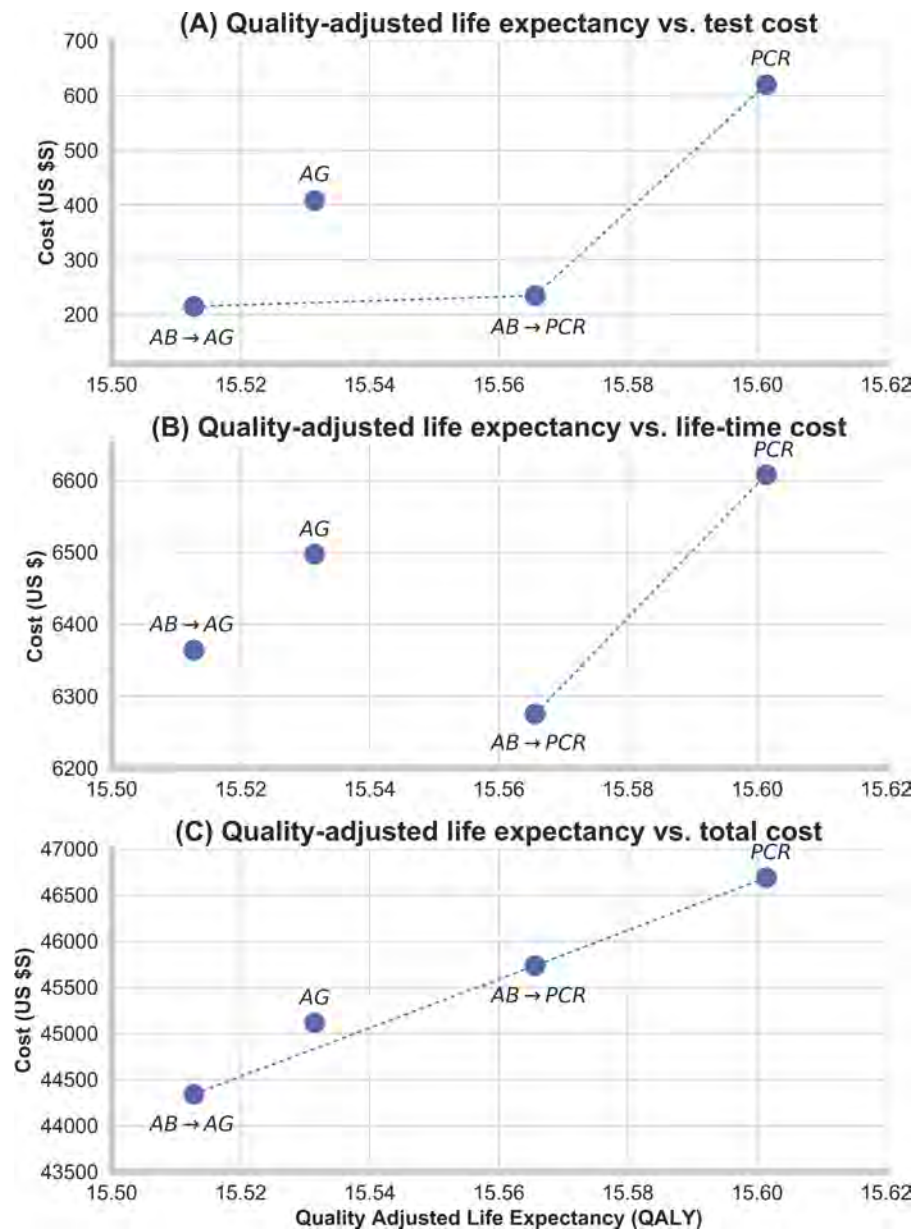 (A) Quality-adjusted life expectancy vs. test cost
700
PCR
600
500
AG
400
300
200
AB → AG
AB → PCR
Cost (US $S)
15.50 15.52 15.54 15.56 15.58 15.60 15.62
(B) Quality-adjusted life expectancy vs. life-time cost
PCR
6600
AG
6500
AB → AG
6400
6300
AB → PCR
6200
Cost (US $)
15.50 15.52 15.54 15.56 15.58 15.60 15.62
(C) Quality-adjusted life expectancy vs. total cost
47000
PCR
46500
46000
45500
AB → PCR
AG
45000
44500
AB → AG
44000
43500
Cost (US $S)
15.50 15.52 15.54 15.56 15.58 15.60 15.62
Quality Adjusted Life Expectancy (QALY)